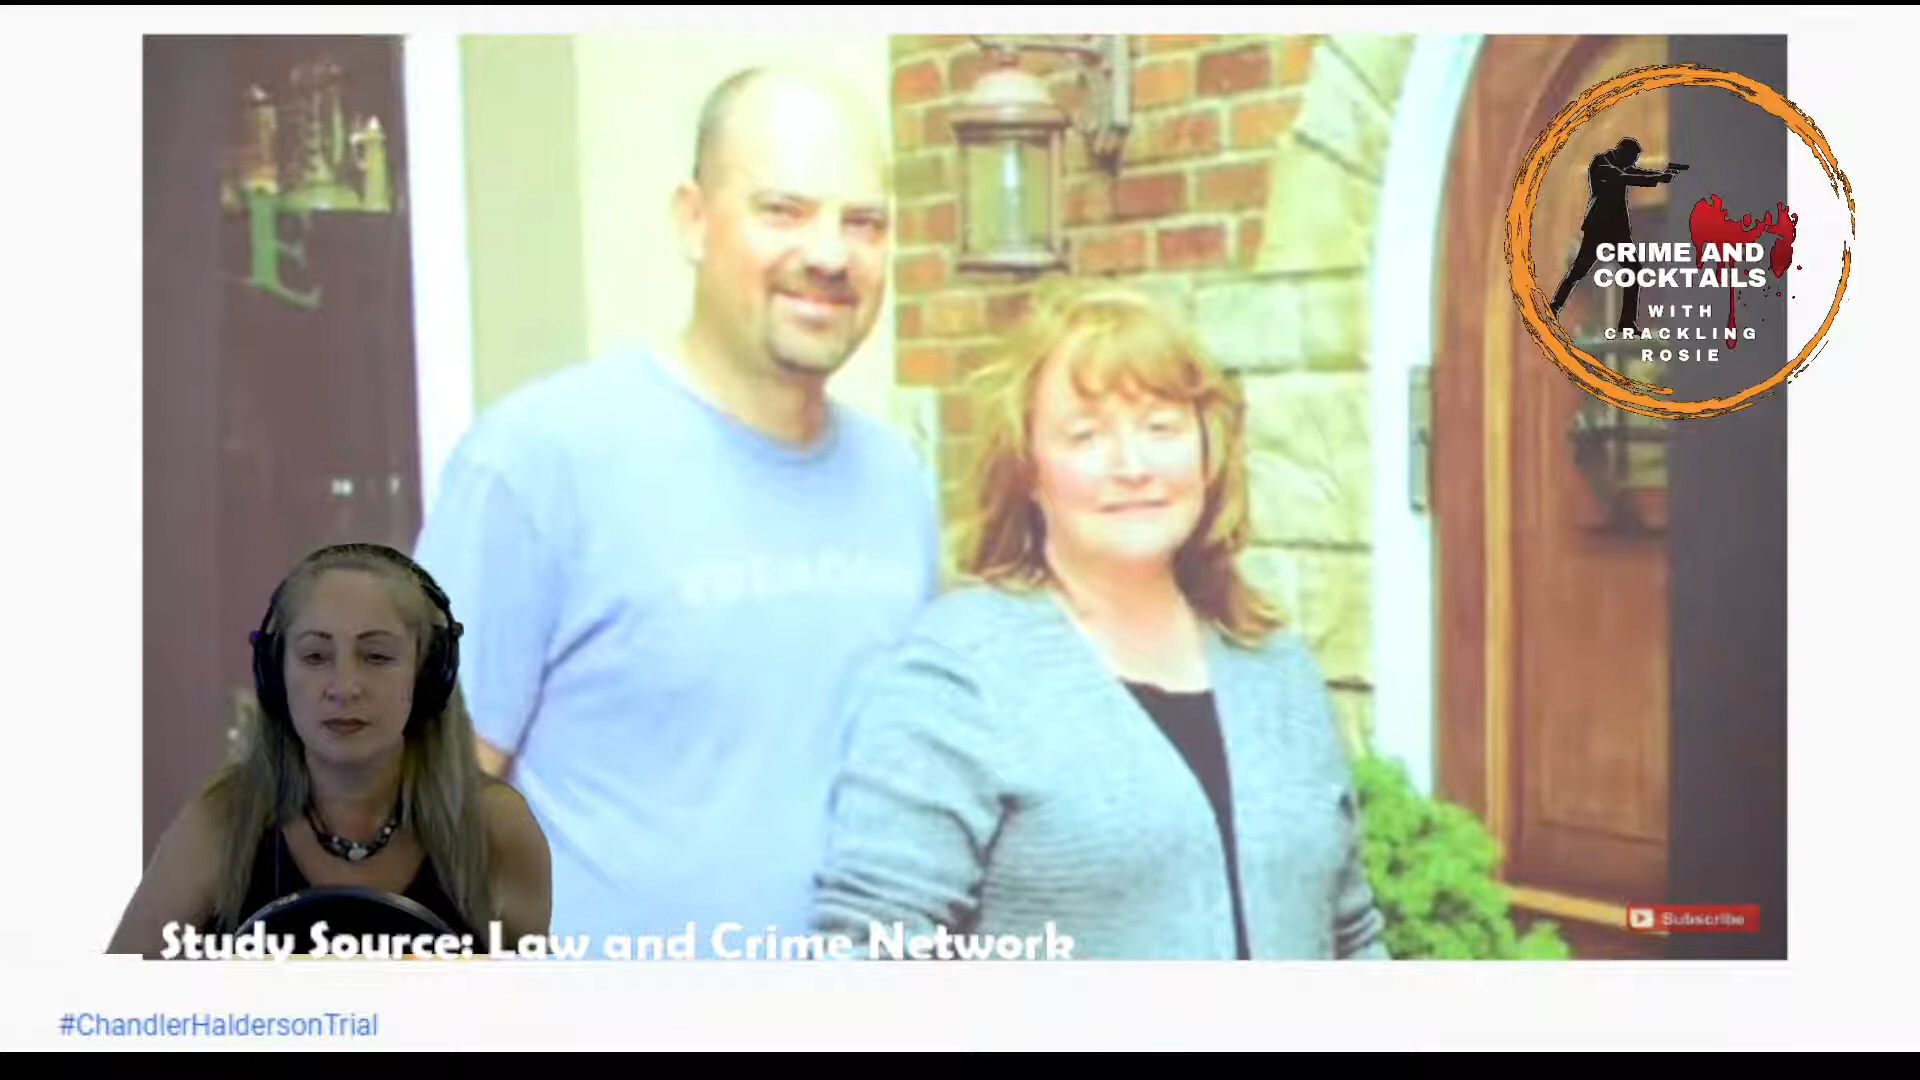 E
CRIME AND
COCKTAILS
WITH
CRACKLING
ROSIE
Subscribe
Study Source: Law and Crime Network
#ChandlerHaldersonTrial